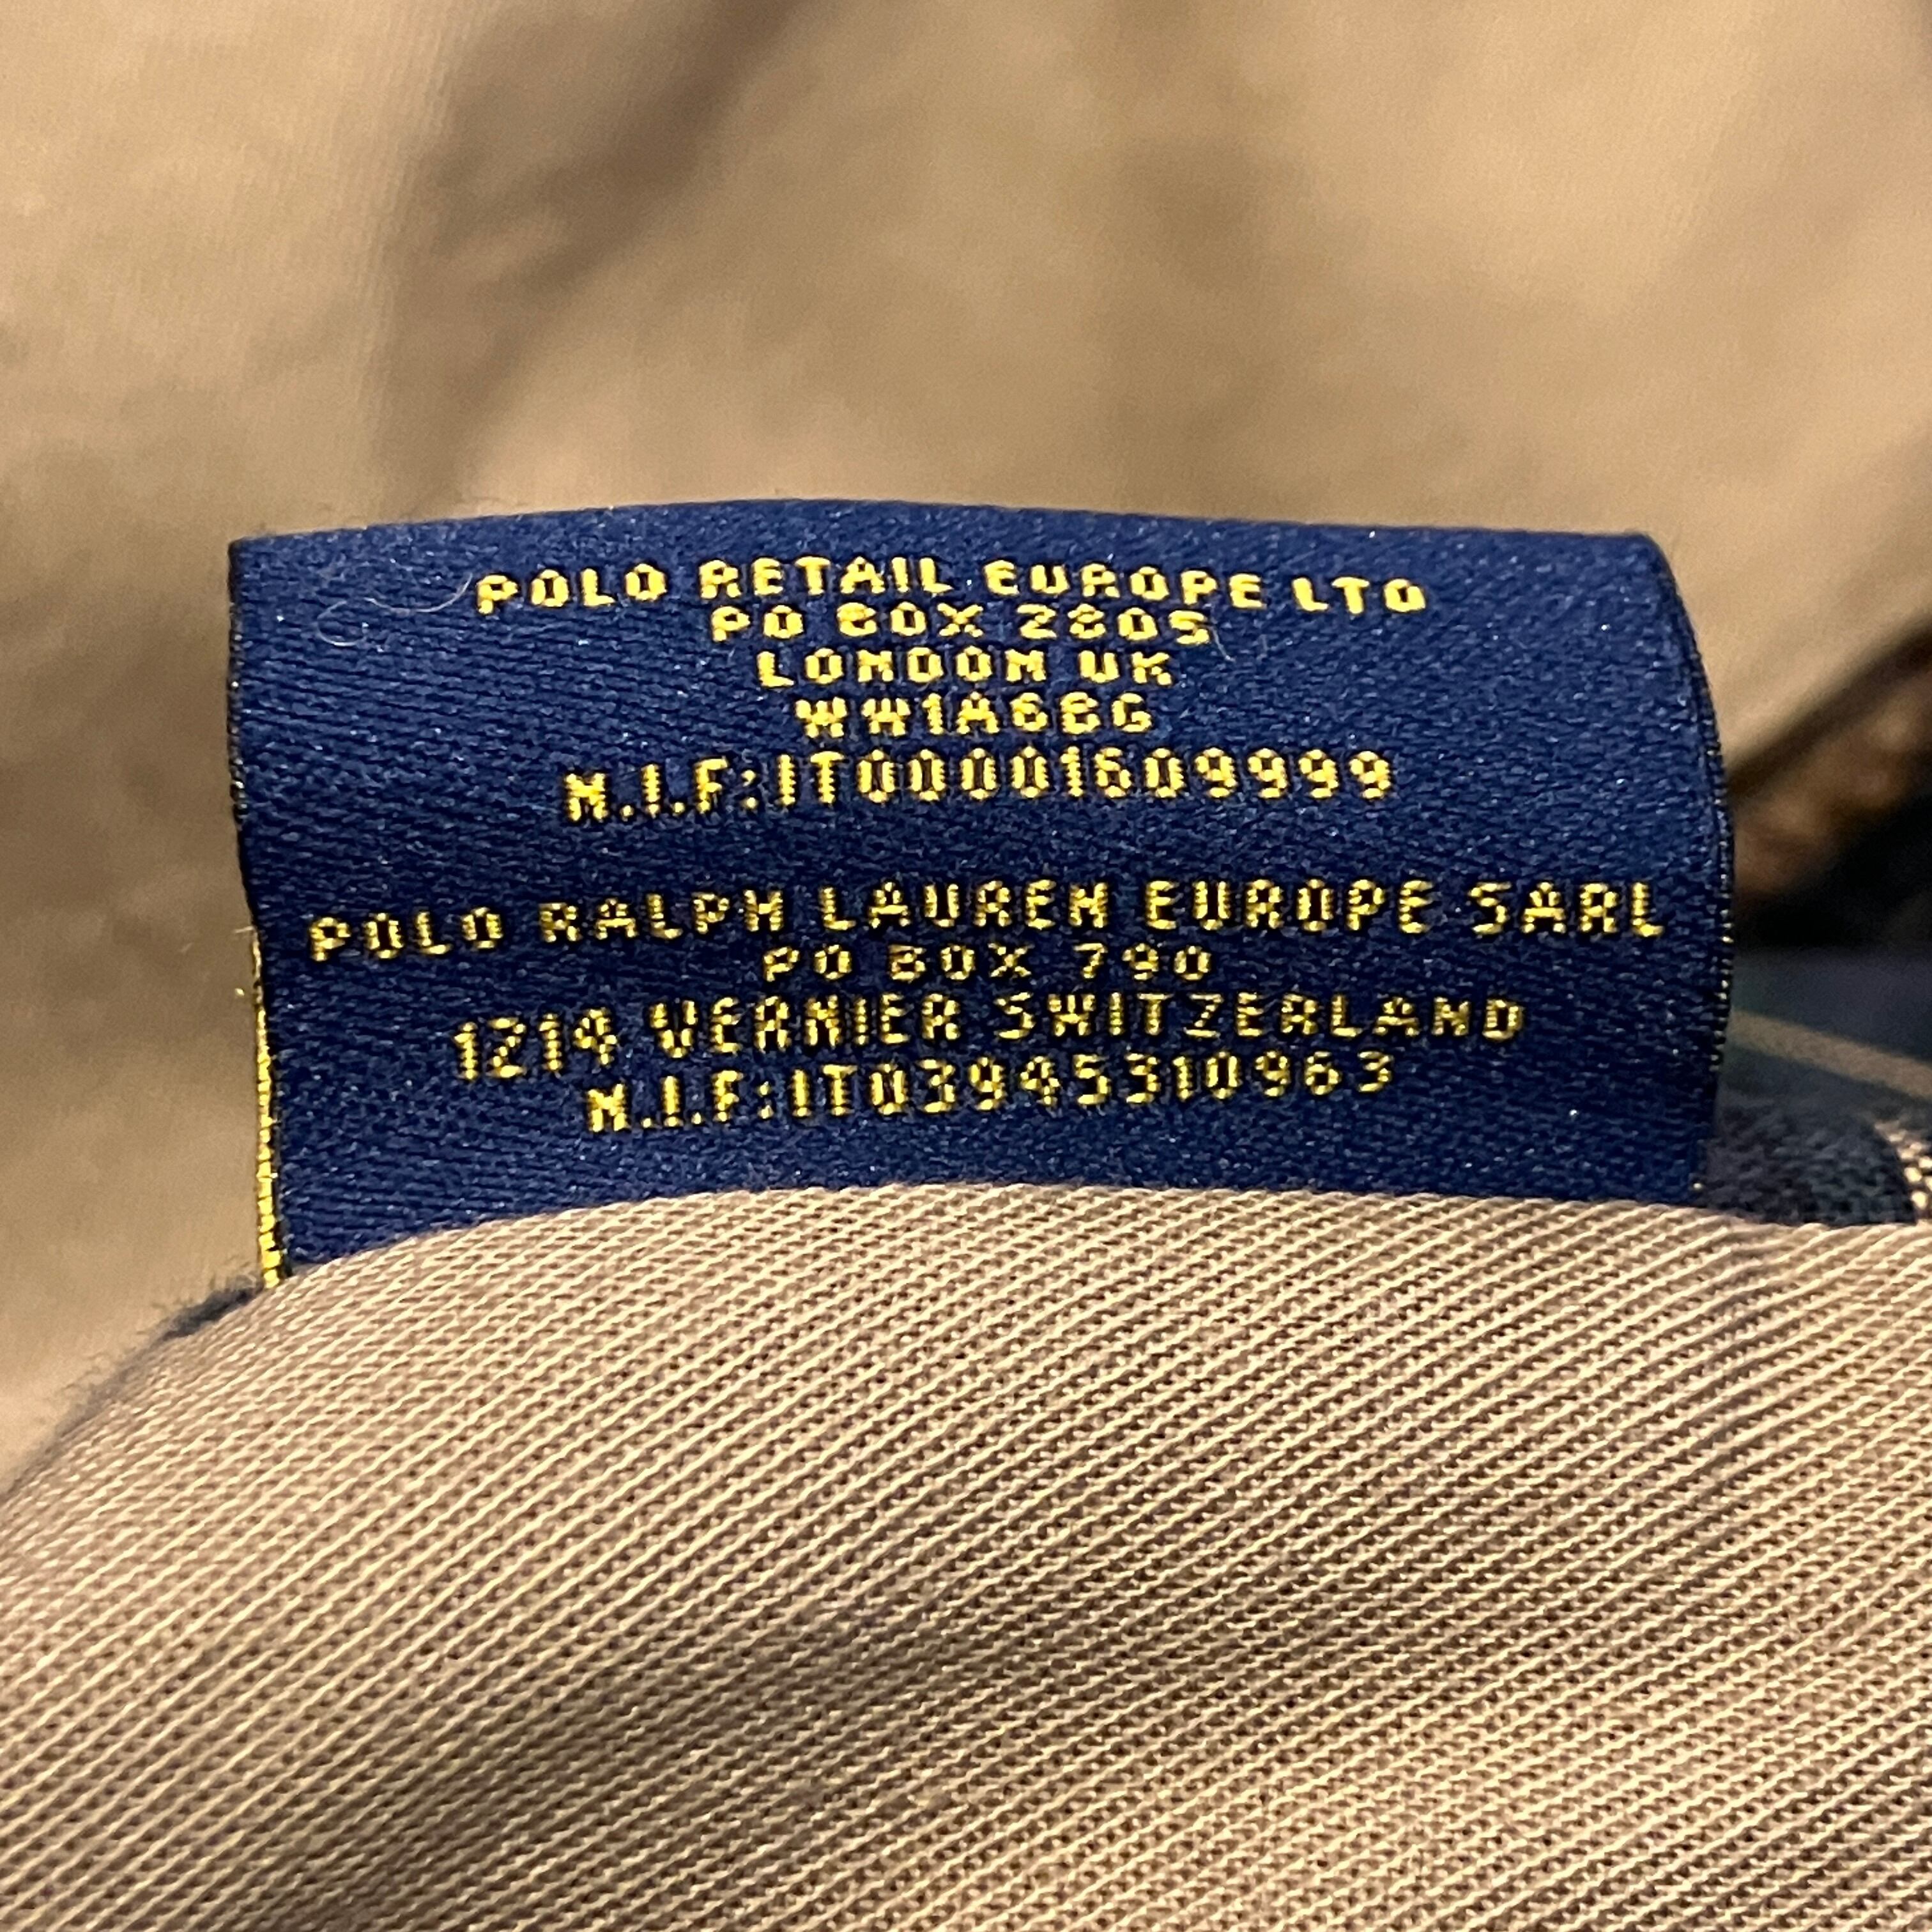 POLO RETAIL EUROPE LTD
PO BOX 2805
LONDON UK
WW1A6BG
N.I.F:IT00001609999
POLO RALPH LAUREN EUROPE SARL
PO BOX 790
1214 VERNIER SWITZERLAND
N.I.F:IT03945310963